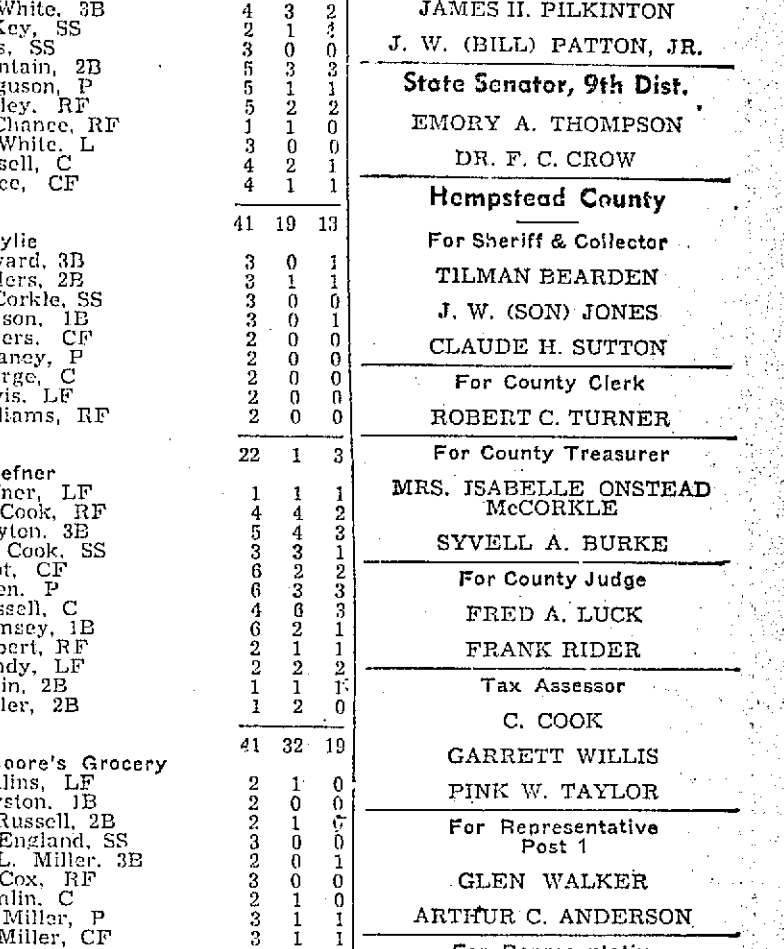 White, 3B 4 3 2
Key, SS 2 1
s, SS 3 0 0
ntain, 2B 5 3 3
guson, P 5 1 1
ley. RF 5 2 2
Chance, RF 1 1 0
White. L 3 0 0
sell, C 4 2 1
ce, CF 4 1 1
41 19 13
ylie
vard, 3B 3 0 1
lers, 2B 3 1 1
Corkle, SS 3 0 0
son, 1B 3 0 1
ers. CF 2 0 0
aney, P 2 0 0
rge, C 2 0 0
vis. LF 2 0 0
liams, RF 2 0 0
22 1 3
efner
ner, LF 1 1 1
Cook, RF 4 4 2
yton. 3B 5 4 3
Cook, SS 3 3 1
ot, CF 6 2 2
en. P 6 3 3
ssell, C 4 6 3
msey, 1B 6 2 1
bert, RF 2 1 1
ndy, LF 2 2 2
in, 2B 1 1 1
ler, 2B 1 2 0
41 32 19
oore's Grocery
lins, LF 2 1 0
rston. 1B 2 0 0
Russell, 2B 2 1
England, SS 3 0 0
L. Miller. 3B 2 0 1
Cox, RF 3 0 0
mlin. C 2 1 0
Miller, P 3 1 1
Miller, CF 3 1 1
JAMES H. PILKINTON
J. W. (BILL) PATTON, JR.
State Senator, 9th Dist.
EMORY A. THOMPSON
DR. F. C. CROW
Hempstead County
For Sheriff & Collector
TILMAN BEARDEN
J. W. (SON) JONES
CLAUDE H. SUTTON
For County Clerk
ROBERT C. TURNER
For County Treasurer
MRS. ISABELLE ONSTEAD
McCORKLE
SYVELL A. BURKE
For County Judge
FRED A. LUCK
FRANK RIDER
Tax Assessor
C. COOK
GARRETT WILLIS
PINK W. TAYLOR
For Representative
Post 1
GLEN WALKER
ARTHUR C. ANDERSON
For Representative